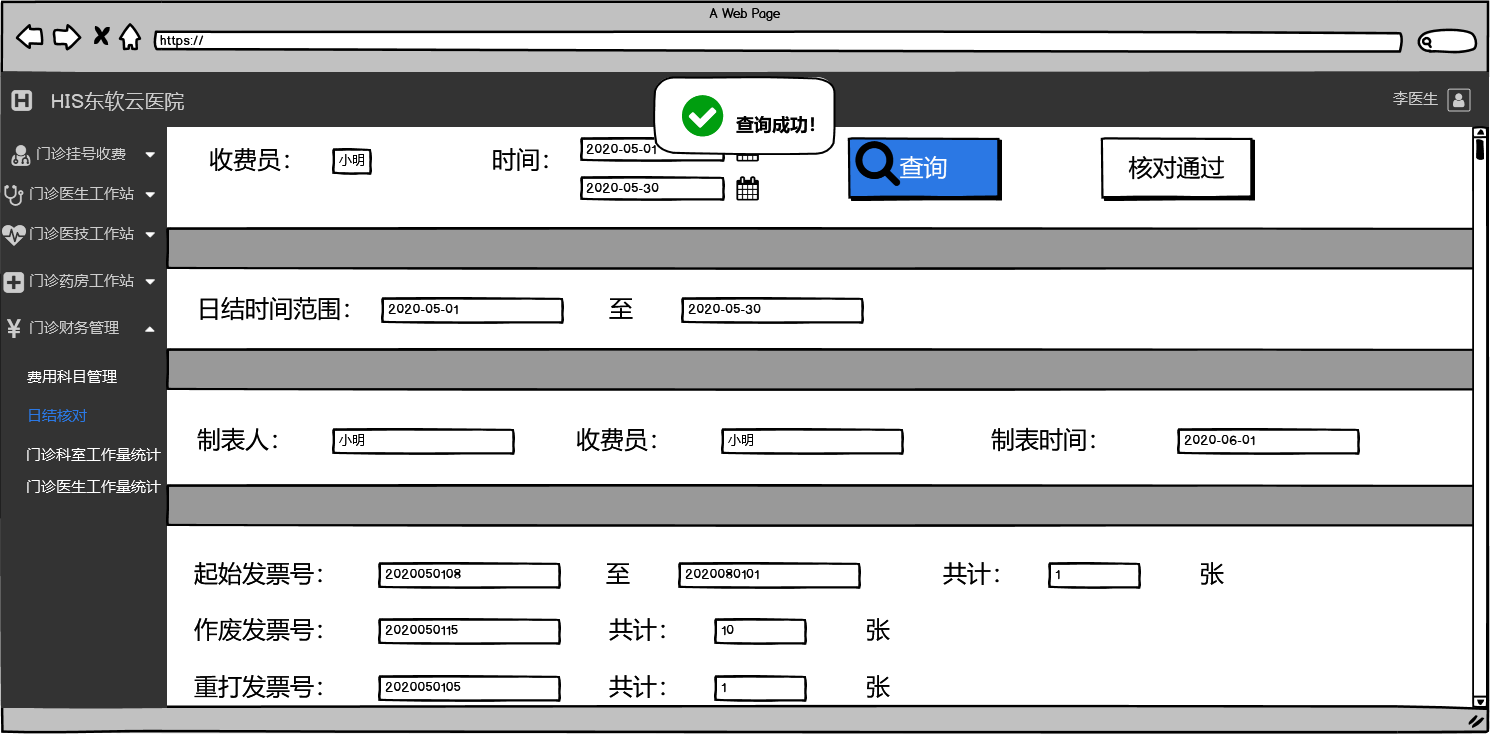 A Web Page
https://
HIS东软云医院
查询成功！
李医生
门诊挂号收费
门诊医生工作站
门诊医技工作站
门诊药房工作站
门诊财务管理
费用科目管理
日结核对
门诊科室工作量统计
门诊医生工作量统计
收费员： 小明 时间： 2020-05-01 查询 核对通过
2020-05-30
日结时间范围： 2020-05-01 至 2020-05-30
制表人： 小明 收费员： 小明 制表时间： 2020-06-01
起始发票号： 2020050108 至 2020080101 共计： 1 张
作废发票号： 2020050115 共计： 10 张
重打发票号： 2020050105 共计： 1 张